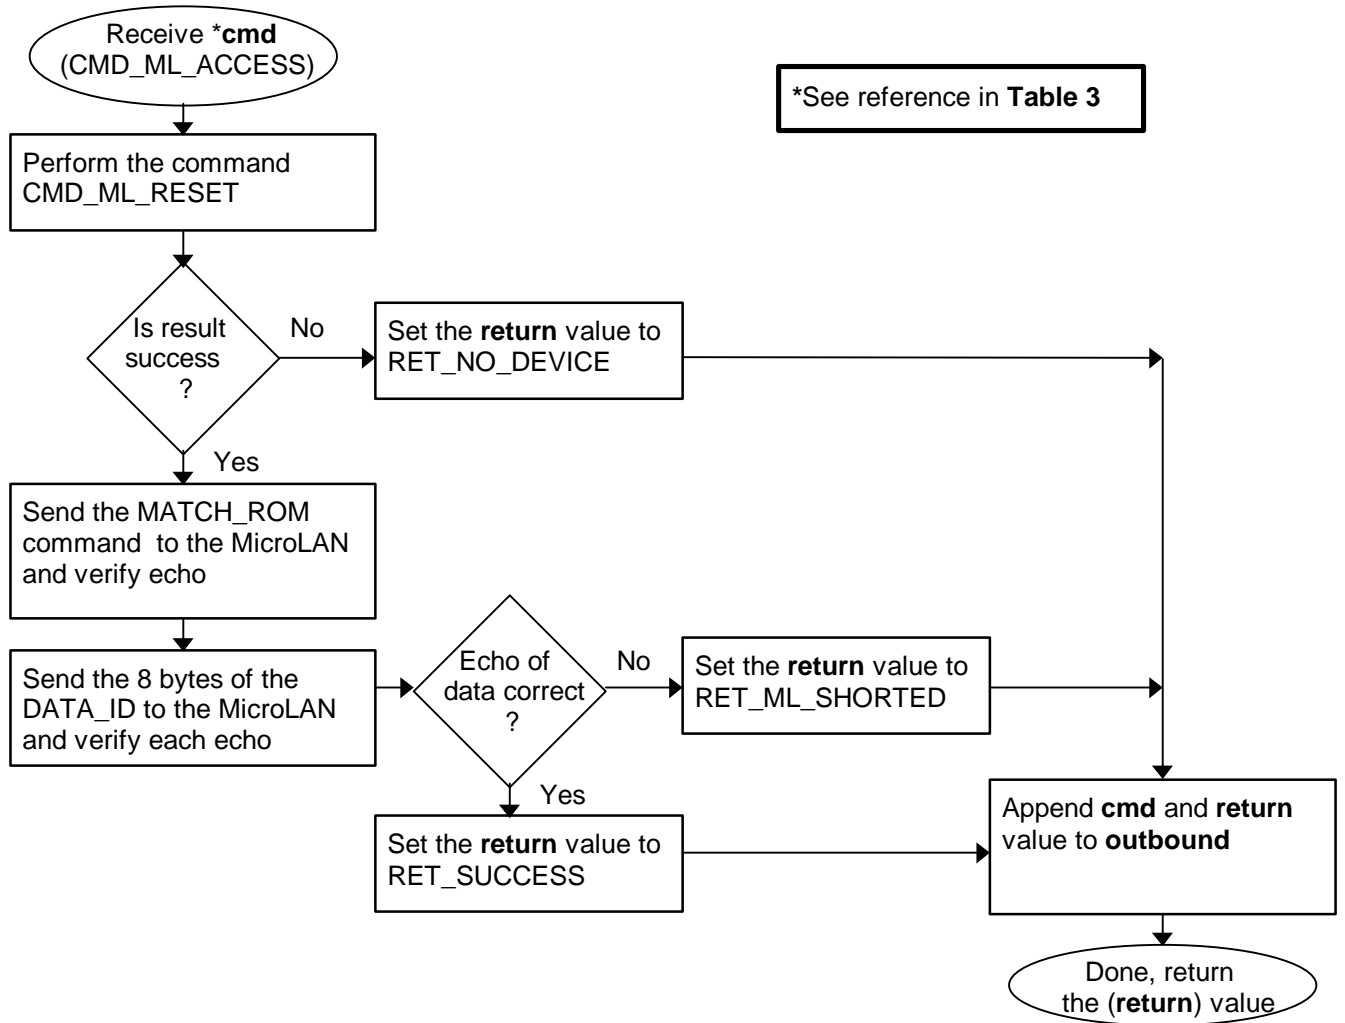 Receive *cmd
(CMD_ML_ACCESS)
*See reference in Table 3
Perform the command
CMD_ML_RESET
Is result
success
?
No
Set the return value to
RET_NO_DEVICE
Yes
Send the MATCH_ROM
command to the MicroLAN
and verify echo
Send the 8 bytes of the
DATA_ID to the MicroLAN
and verify each echo
Echo of
data correct
?
No
Set the return value to
RET_ML_SHORTED
Yes
Set the return value to
RET_SUCCESS
Append cmd and return
value to outbound
Done, return
the (return) value